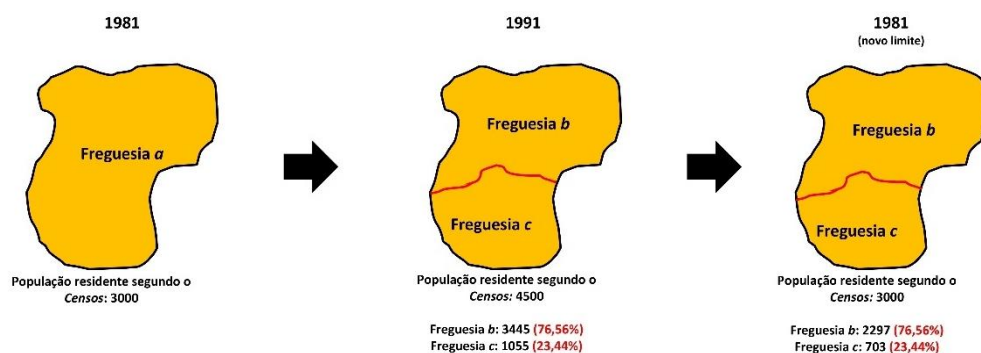 1981
Freguesia a
População residente segundo o
Censos: 3000
1991
Freguesia b
Freguesia c
População residente segundo o
Censos: 4500
Freguesia b: 3445 (76,56%)
Freguesia c: 1055 (23,44%)
1981
(novo limite)
Freguesia b
Freguesia c
População residente segundo o
Censos: 3000
Freguesia b: 2297 (76,56%)
Freguesia c: 703 (23,44%)